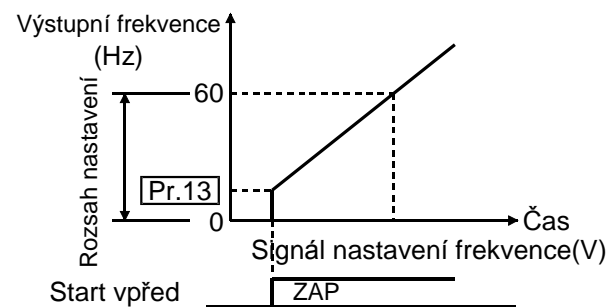 Výstupní frekvence
(Hz)
Rozsah nastavení
60
Pr.13
0
Čas
Signál nastavení frekvence(V)
Start vpřed
ZAP